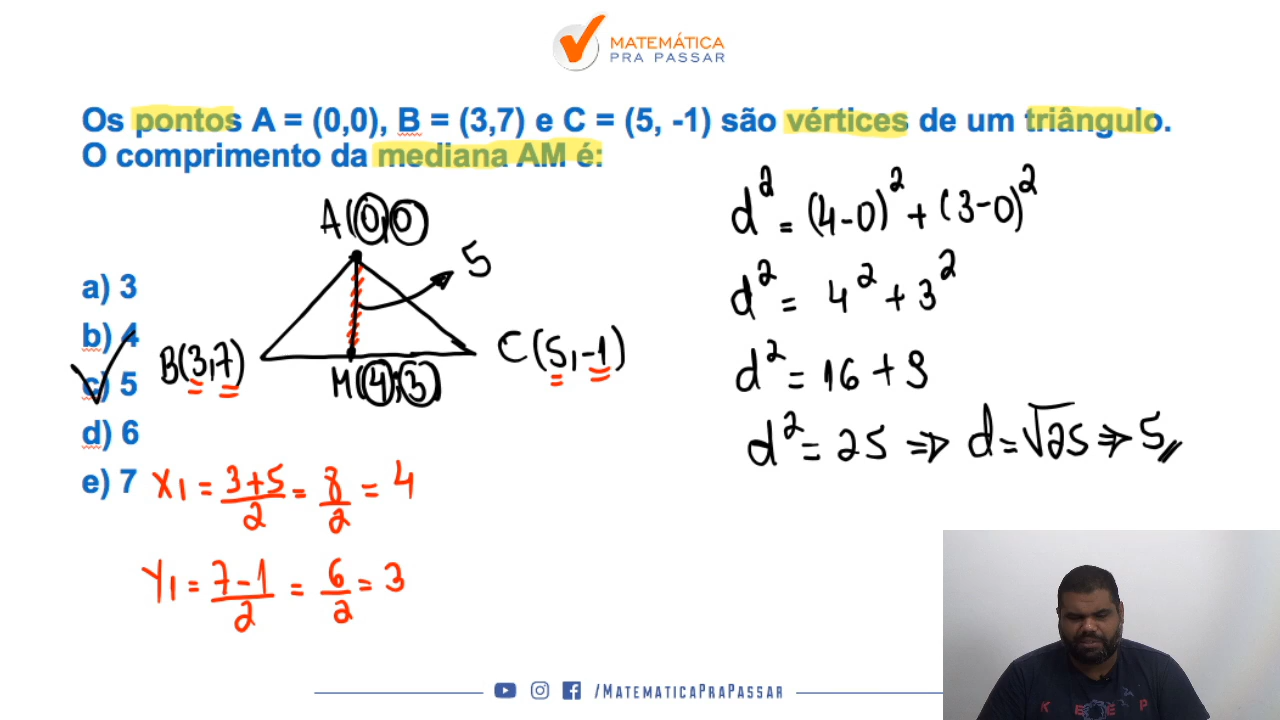 MATEMÁTICA
PRA PASSAR
Os pontos A = (0,0), B = (3,7) e C = (5, -1) são vértices de um triângulo.
O comprimento da mediana AM é:
a) 3
b) 4
c) 5
d) 6
e) 7
A(0,0)
5
B(3,7)
C(5,-1)
M(4,3)
X1 = 3+5/2 = 8/2 = 4
Y1 = 7-1/2 = 6/2 = 3
d² = (4-0)² + (3-0)²
d² = 4² + 3²
d² = 16 + 9
d² = 25 ⇒ d = √25 ⇒ 5
/MATEMATICAPRAPASSAR
K E E P